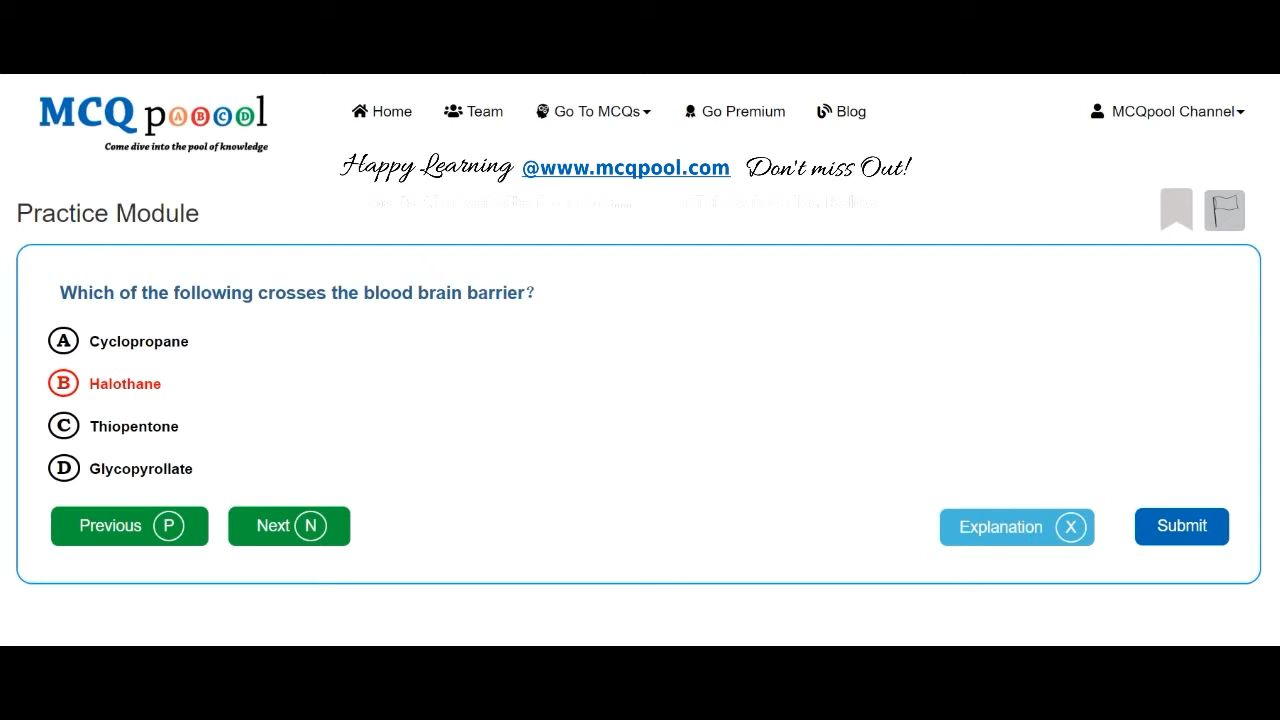 MCQ pooool
Come dive into the pool of knowledge
Home Team Go To MCQs Go Premium Blog MCQpool Channel
Happy Learning @www.mcqpool.com Don't miss Out!
Practice Module
Which of the following crosses the blood brain barrier?
A Cyclopropane
B Halothane
C Thiopentone
D Glycopyrollate
Previous P Next N Explanation X Submit